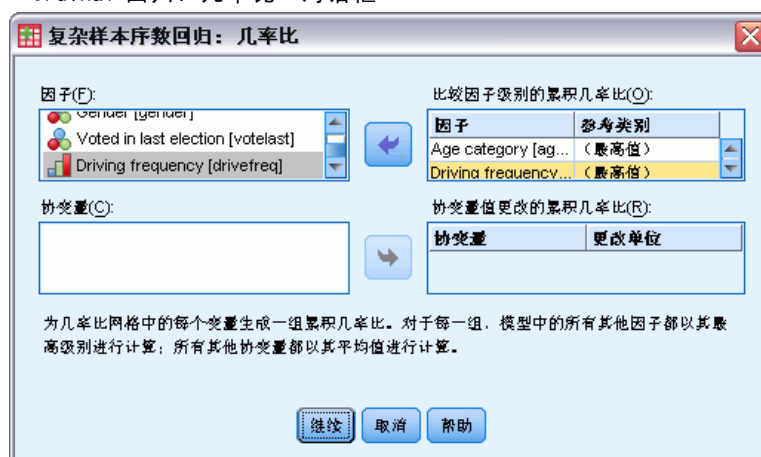 复杂样本序数回归：几率比
因子(F):
Gender [gender]
Voted in last election [votelast]
Driving frequency [drivefreq]
比较因子级别的累积几率比(O):
因子 参考类别
Age category [ag... （最高值）
Driving frequency... （最高值）
协变量(C):
协变量值更改的累积几率比(R):
协变量 更改单位
为几率比网格中的每个变量生成一组累积几率比。对于每一组，模型中的所有其他因子都以其最
高级别进行计算；所有其他协变量都以其平均值进行计算。
继续 取消 帮助